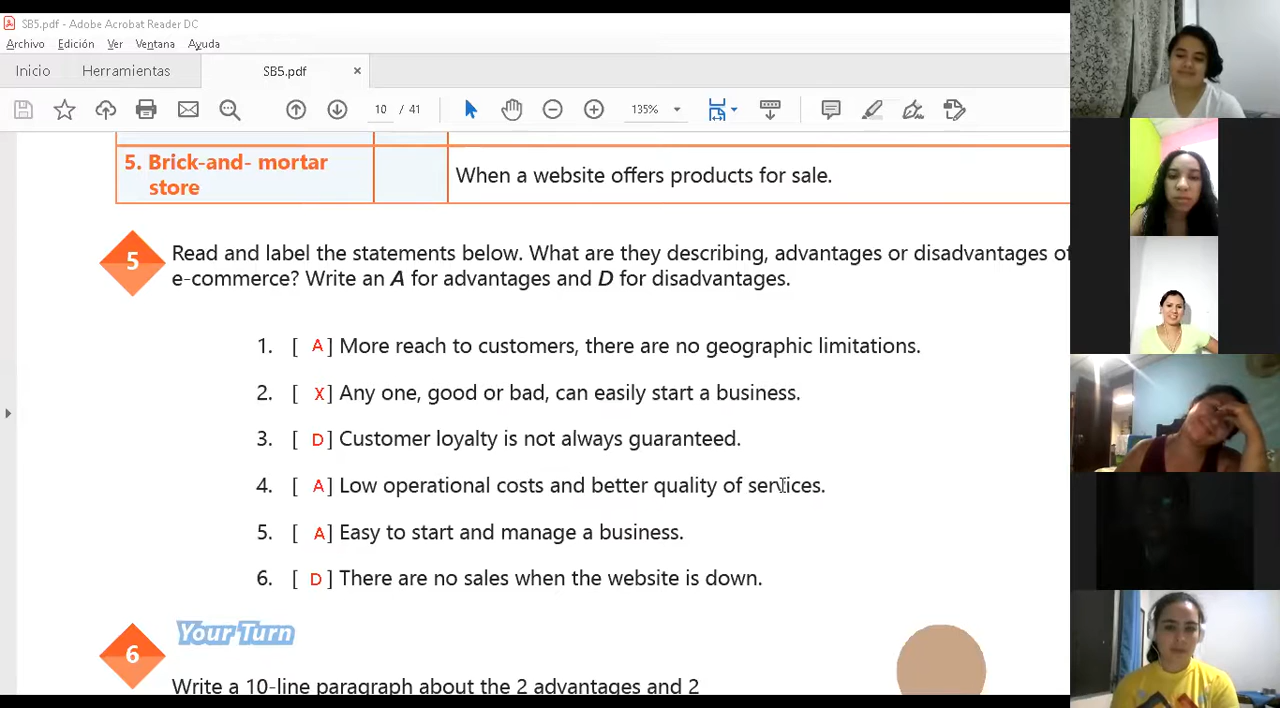 SB5.pdf - Adobe Acrobat Reader DC
Archivo Edición Ver Ventana Ayuda
Inicio Herramientas SB5.pdf ×
10 / 41 135%
5. Brick-and- mortar
store
When a website offers products for sale.
5
Read and label the statements below. What are they describing, advantages or disadvantages of
e-commerce? Write an A for advantages and D for disadvantages.
1. [ A ] More reach to customers, there are no geographic limitations.
2. [ X ] Any one, good or bad, can easily start a business.
3. [ D ] Customer loyalty is not always guaranteed.
4. [ A ] Low operational costs and better quality of services.
5. [ A ] Easy to start and manage a business.
6. [ D ] There are no sales when the website is down.
Your Turn
6
Write a 10-line paragraph about the 2 advantages and 2